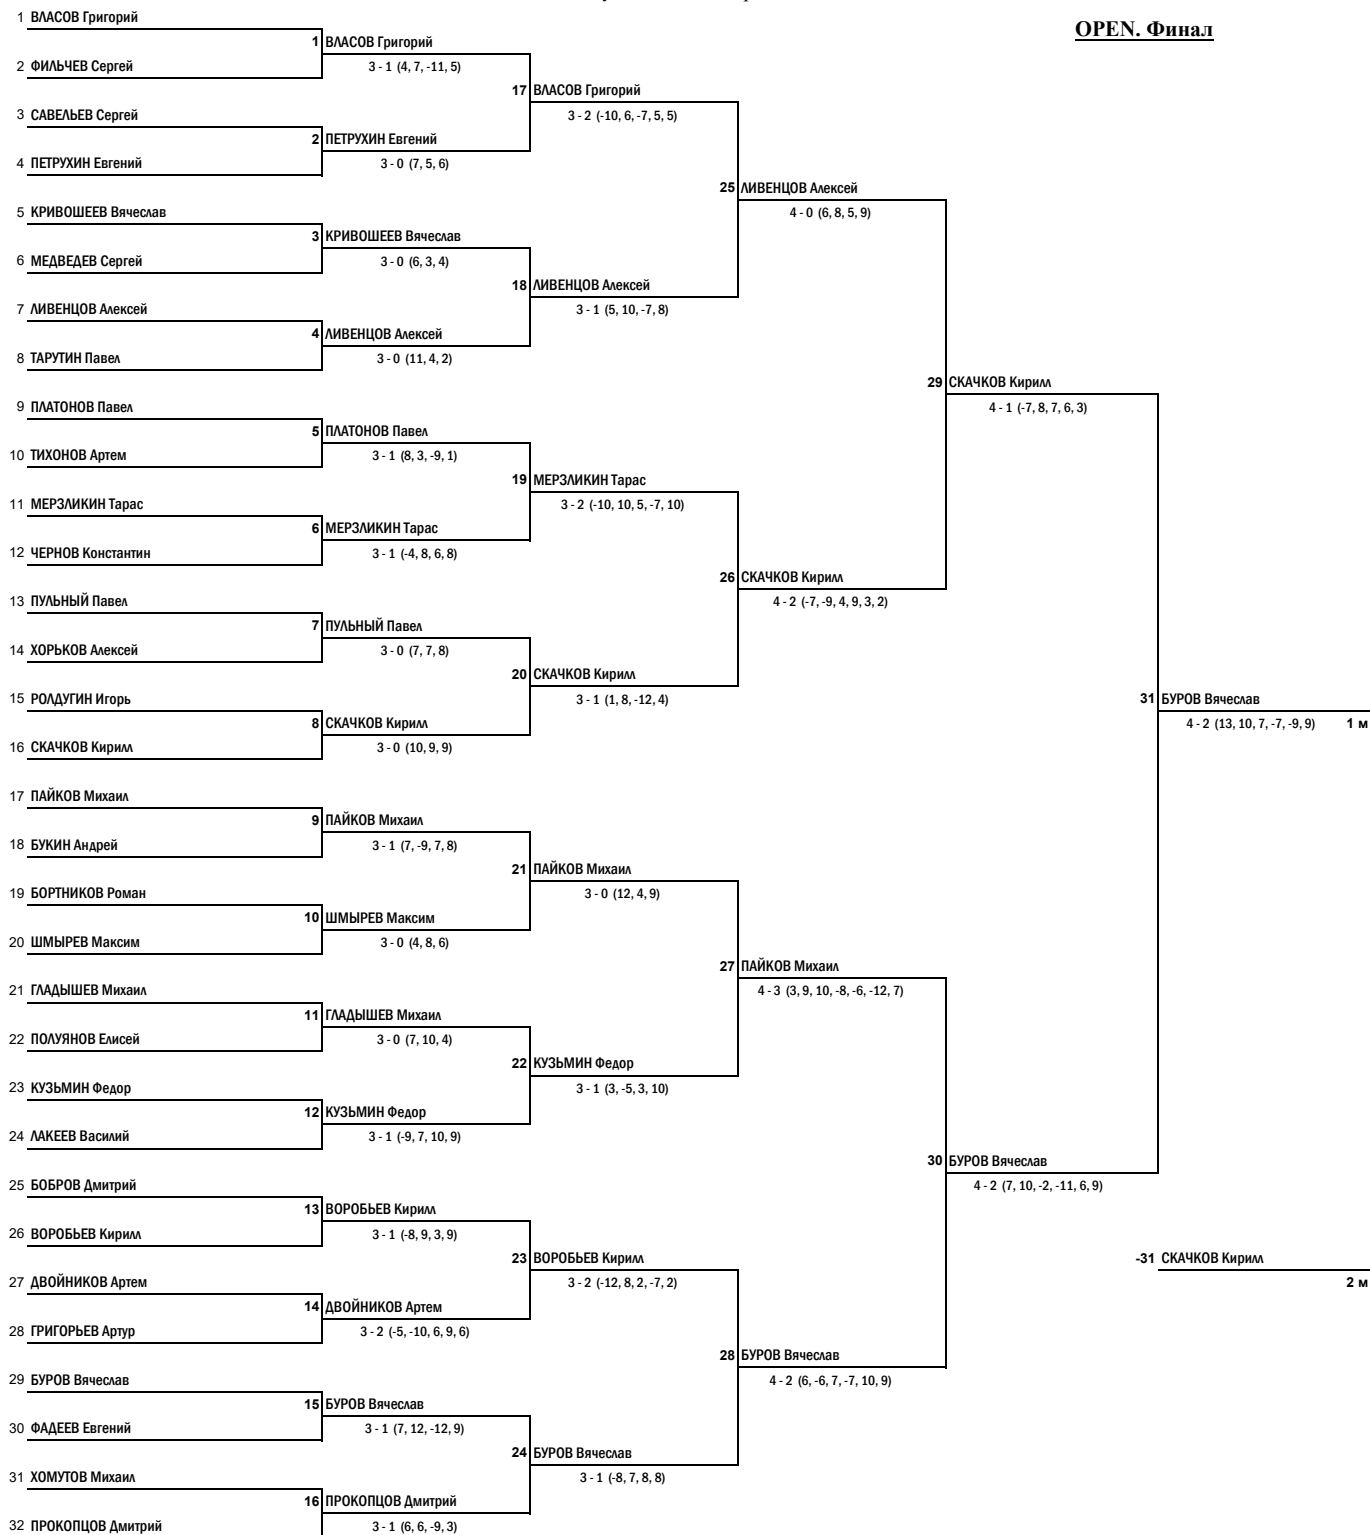 OPEN. Финал
1 ВЛАСОВ Григорий
1 ВЛАСОВ Григорий
2 ФИЛЬЧЕВ Сергей
3 - 1 (4, 7, -11, 5)
17 ВЛАСОВ Григорий
3 САВЕЛЬЕВ Сергей
3 - 2 (-10, 6, -7, 5, 5)
2 ПЕТРУХИН Евгений
4 ПЕТРУХИН Евгений
3 - 0 (7, 5, 6)
25 ЛИВЕНЦОВ Алексей
5 КРИВОШЕЕВ Вячеслав
4 - 0 (6, 8, 5, 9)
3 КРИВОШЕЕВ Вячеслав
6 МЕДВЕДЕВ Сергей
3 - 0 (6, 3, 4)
18 ЛИВЕНЦОВ Алексей
7 ЛИВЕНЦОВ Алексей
3 - 1 (5, 10, -7, 8)
4 ЛИВЕНЦОВ Алексей
8 ТАРУТИН Павел
3 - 0 (11, 4, 2)
29 СКАЧКОВ Кирилл
9 ПЛАТОНОВ Павел
4 - 1 (-7, 8, 7, 6, 3)
5 ПЛАТОНОВ Павел
10 ТИХОНОВ Артем
3 - 1 (8, 3, -9, 1)
19 МЕРЗЛИКИН Тарас
11 МЕРЗЛИКИН Тарас
3 - 2 (-10, 10, 5, -7, 10)
6 МЕРЗЛИКИН Тарас
12 ЧЕРНОВ Константин
3 - 1 (-4, 8, 6, 8)
26 СКАЧКОВ Кирилл
13 ПУЛЬНЫЙ Павел
4 - 2 (-7, -9, 4, 9, 3, 2)
7 ПУЛЬНЫЙ Павел
14 ХОРЬКОВ Алексей
3 - 0 (7, 7, 8)
20 СКАЧКОВ Кирилл
15 РОЛДУГИН Игорь
3 - 1 (1, 8, -12, 4)
31 БУРОВ Вячеслав
8 СКАЧКОВ Кирилл
4 - 2 (13, 10, 7, -7, -9, 9) 1 м
16 СКАЧКОВ Кирилл
3 - 0 (10, 9, 9)
17 ПАЙКОВ Михаил
9 ПАЙКОВ Михаил
18 БУКИН Андрей
3 - 1 (7, -9, 7, 8)
21 ПАЙКОВ Михаил
19 БОРТНИКОВ Роман
3 - 0 (12, 4, 9)
10 ШМЫРЕВ Максим
20 ШМЫРЕВ Максим
3 - 0 (4, 8, 6)
27 ПАЙКОВ Михаил
21 ГЛАДЫШЕВ Михаил
4 - 3 (3, 9, 10, -8, -6, -12, 7)
11 ГЛАДЫШЕВ Михаил
22 ПОЛУЯНОВ Елисей
3 - 0 (7, 10, 4)
22 КУЗЬМИН Федор
23 КУЗЬМИН Федор
3 - 1 (3, -5, 3, 10)
12 КУЗЬМИН Федор
24 ЛАКЕЕВ Василий
3 - 1 (-9, 7, 10, 9)
30 БУРОВ Вячеслав
25 БОБРОВ Дмитрий
4 - 2 (7, 10, -2, -11, 6, 9)
13 ВОРОБЬЕВ Кирилл
26 ВОРОБЬЕВ Кирилл
3 - 1 (-8, 9, 3, 9)
23 ВОРОБЬЕВ Кирилл
-31 СКАЧКОВ Кирилл
27 ДВОЙНИКОВ Артем
3 - 2 (-12, 8, 2, -7, 2)
2 м
14 ДВОЙНИКОВ Артем
28 ГРИГОРЬЕВ Артур
3 - 2 (-5, -10, 6, 9, 6)
28 БУРОВ Вячеслав
29 БУРОВ Вячеслав
4 - 2 (6, -6, 7, -7, 10, 9)
15 БУРОВ Вячеслав
30 ФАДЕЕВ Евгений
3 - 1 (7, 12, -12, 9)
24 БУРОВ Вячеслав
31 ХОМУТОВ Михаил
3 - 1 (-8, 7, 8, 8)
16 ПРОКОПЦОВ Дмитрий
32 ПРОКОПЦОВ Дмитрий
3 - 1 (6, 6, -9, 3)